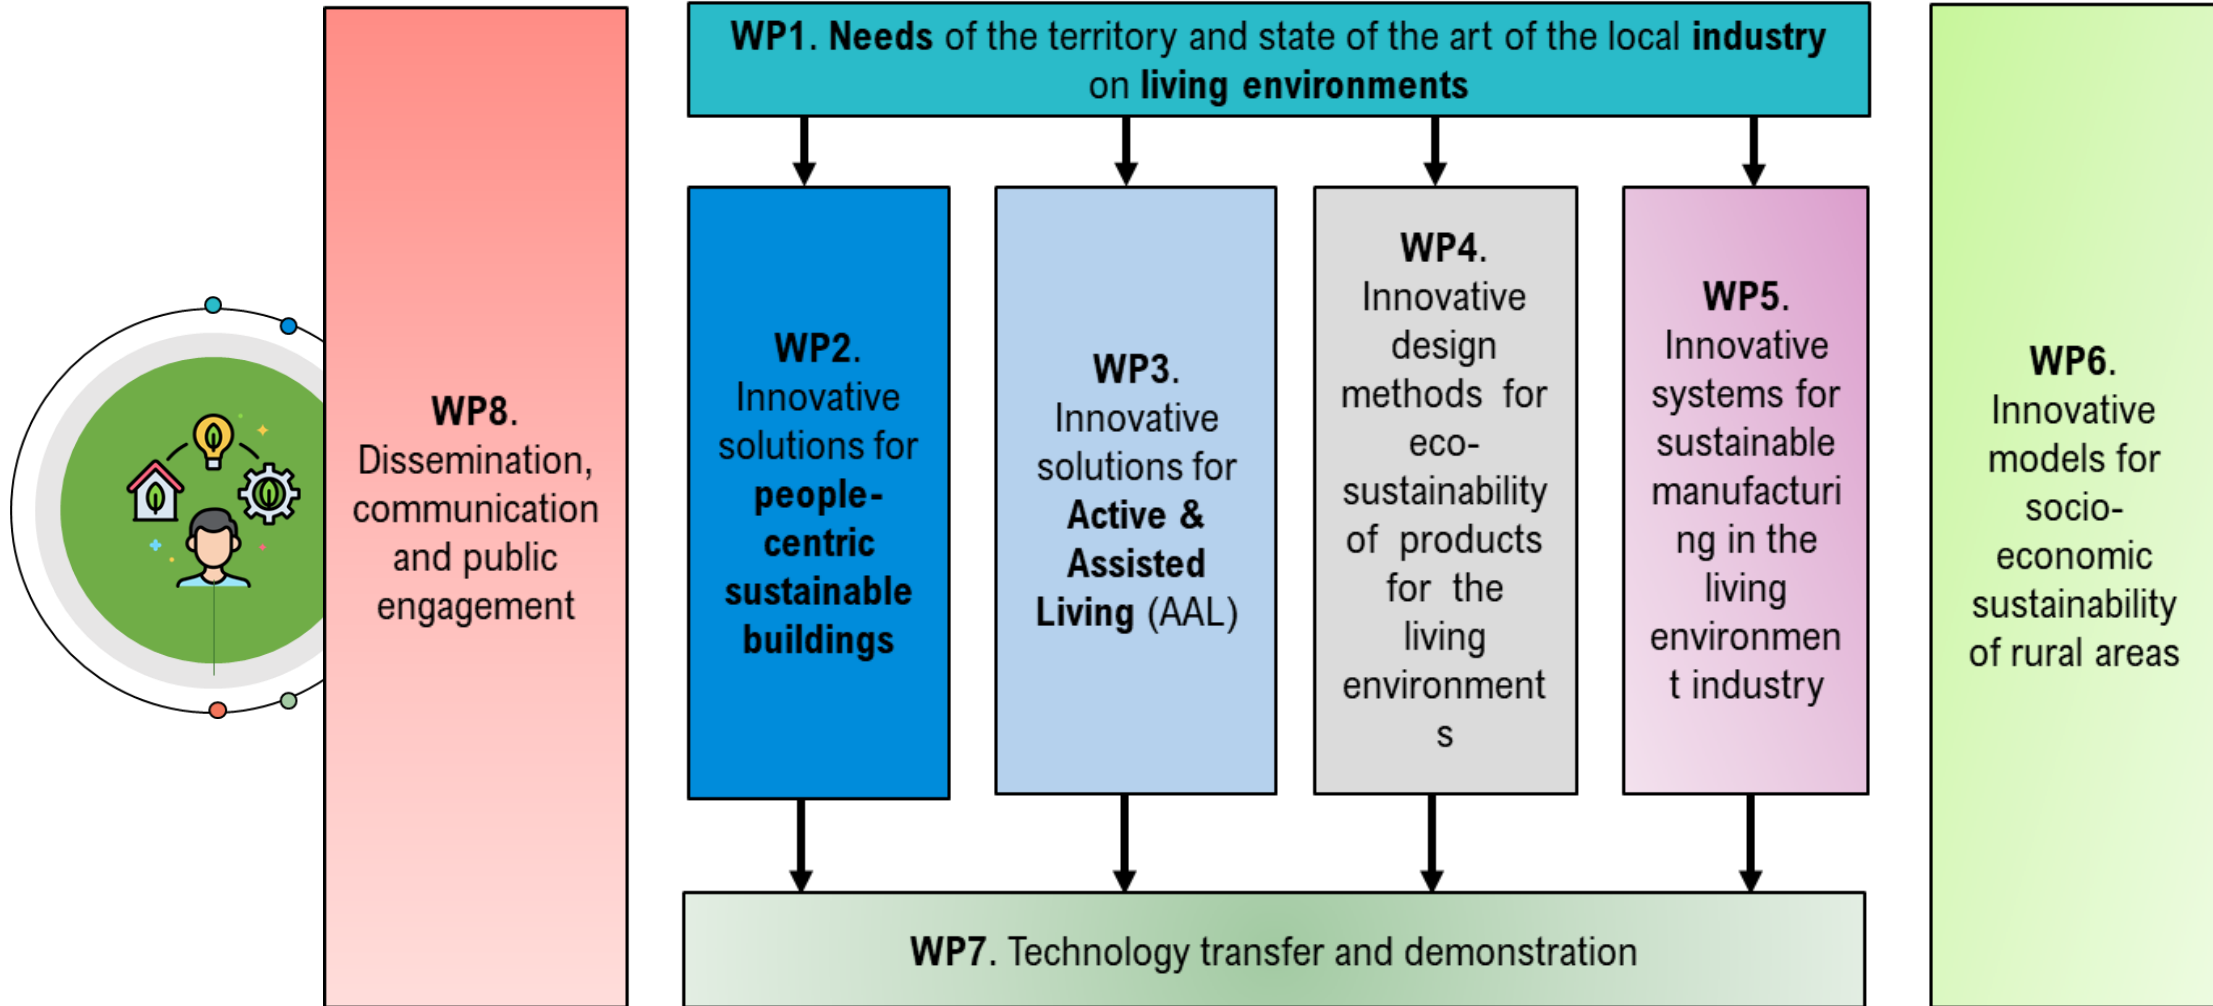 WP1. Needs of the territory and state of the art of the local industry
on living environments
WP8.
Dissemination,
communication
and public
engagement
WP2.
Innovative
solutions for
people-
centric
sustainable
buildings
WP3.
Innovative
solutions for
Active &
Assisted
Living (AAL)
WP4.
Innovative
design
methods for
eco-
sustainability
of products
for the
living
environment
s
WP5.
Innovative
systems for
sustainable
manufacturi
ng in the
living
environmen
t industry
WP6.
Innovative
models for
socio-
economic
sustainability
of rural areas
WP7. Technology transfer and demonstration